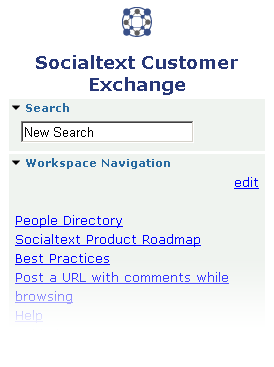 Socialtext Customer
Exchange
Search
New Search
Workspace Navigation
edit
People Directory
Socialtext Product Roadmap
Best Practices
Post a URL with comments while
browsing
Help